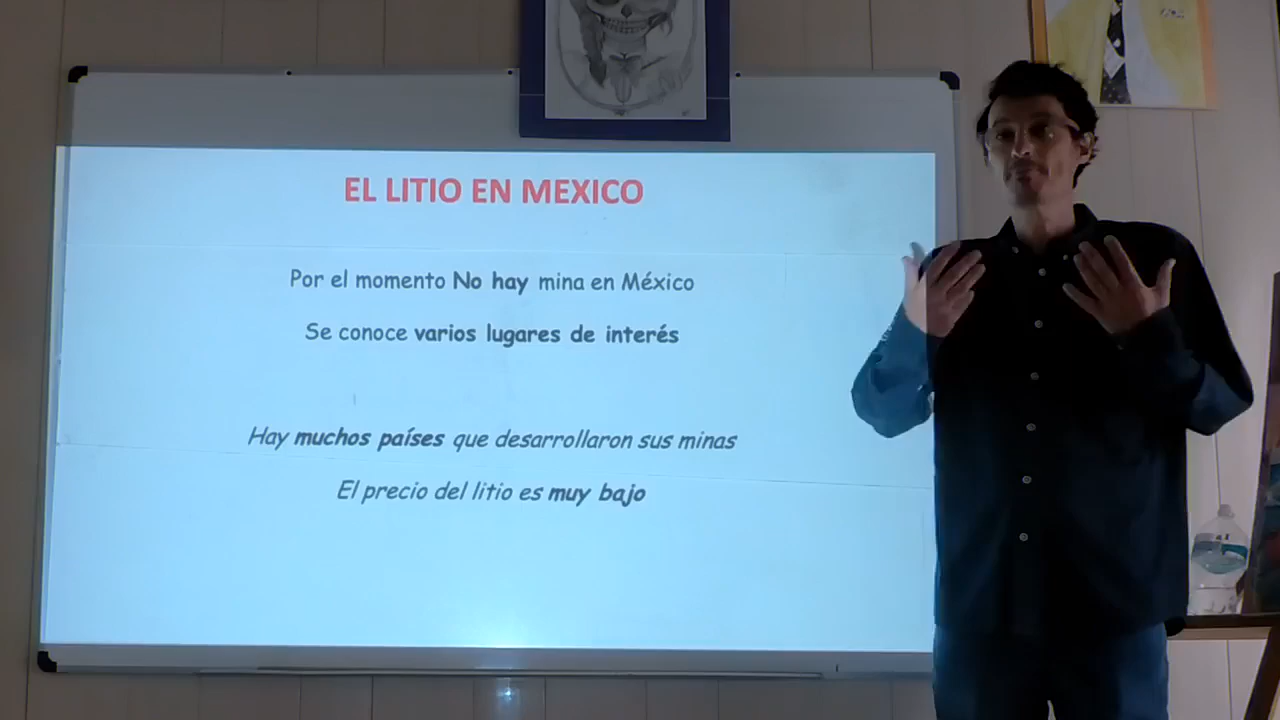 EL LITIO EN MEXICO
Por el momento No hay mina en México
Se conoce varios lugares de interés
Hay muchos países que desarrollaron sus minas
El precio del litio es muy bajo